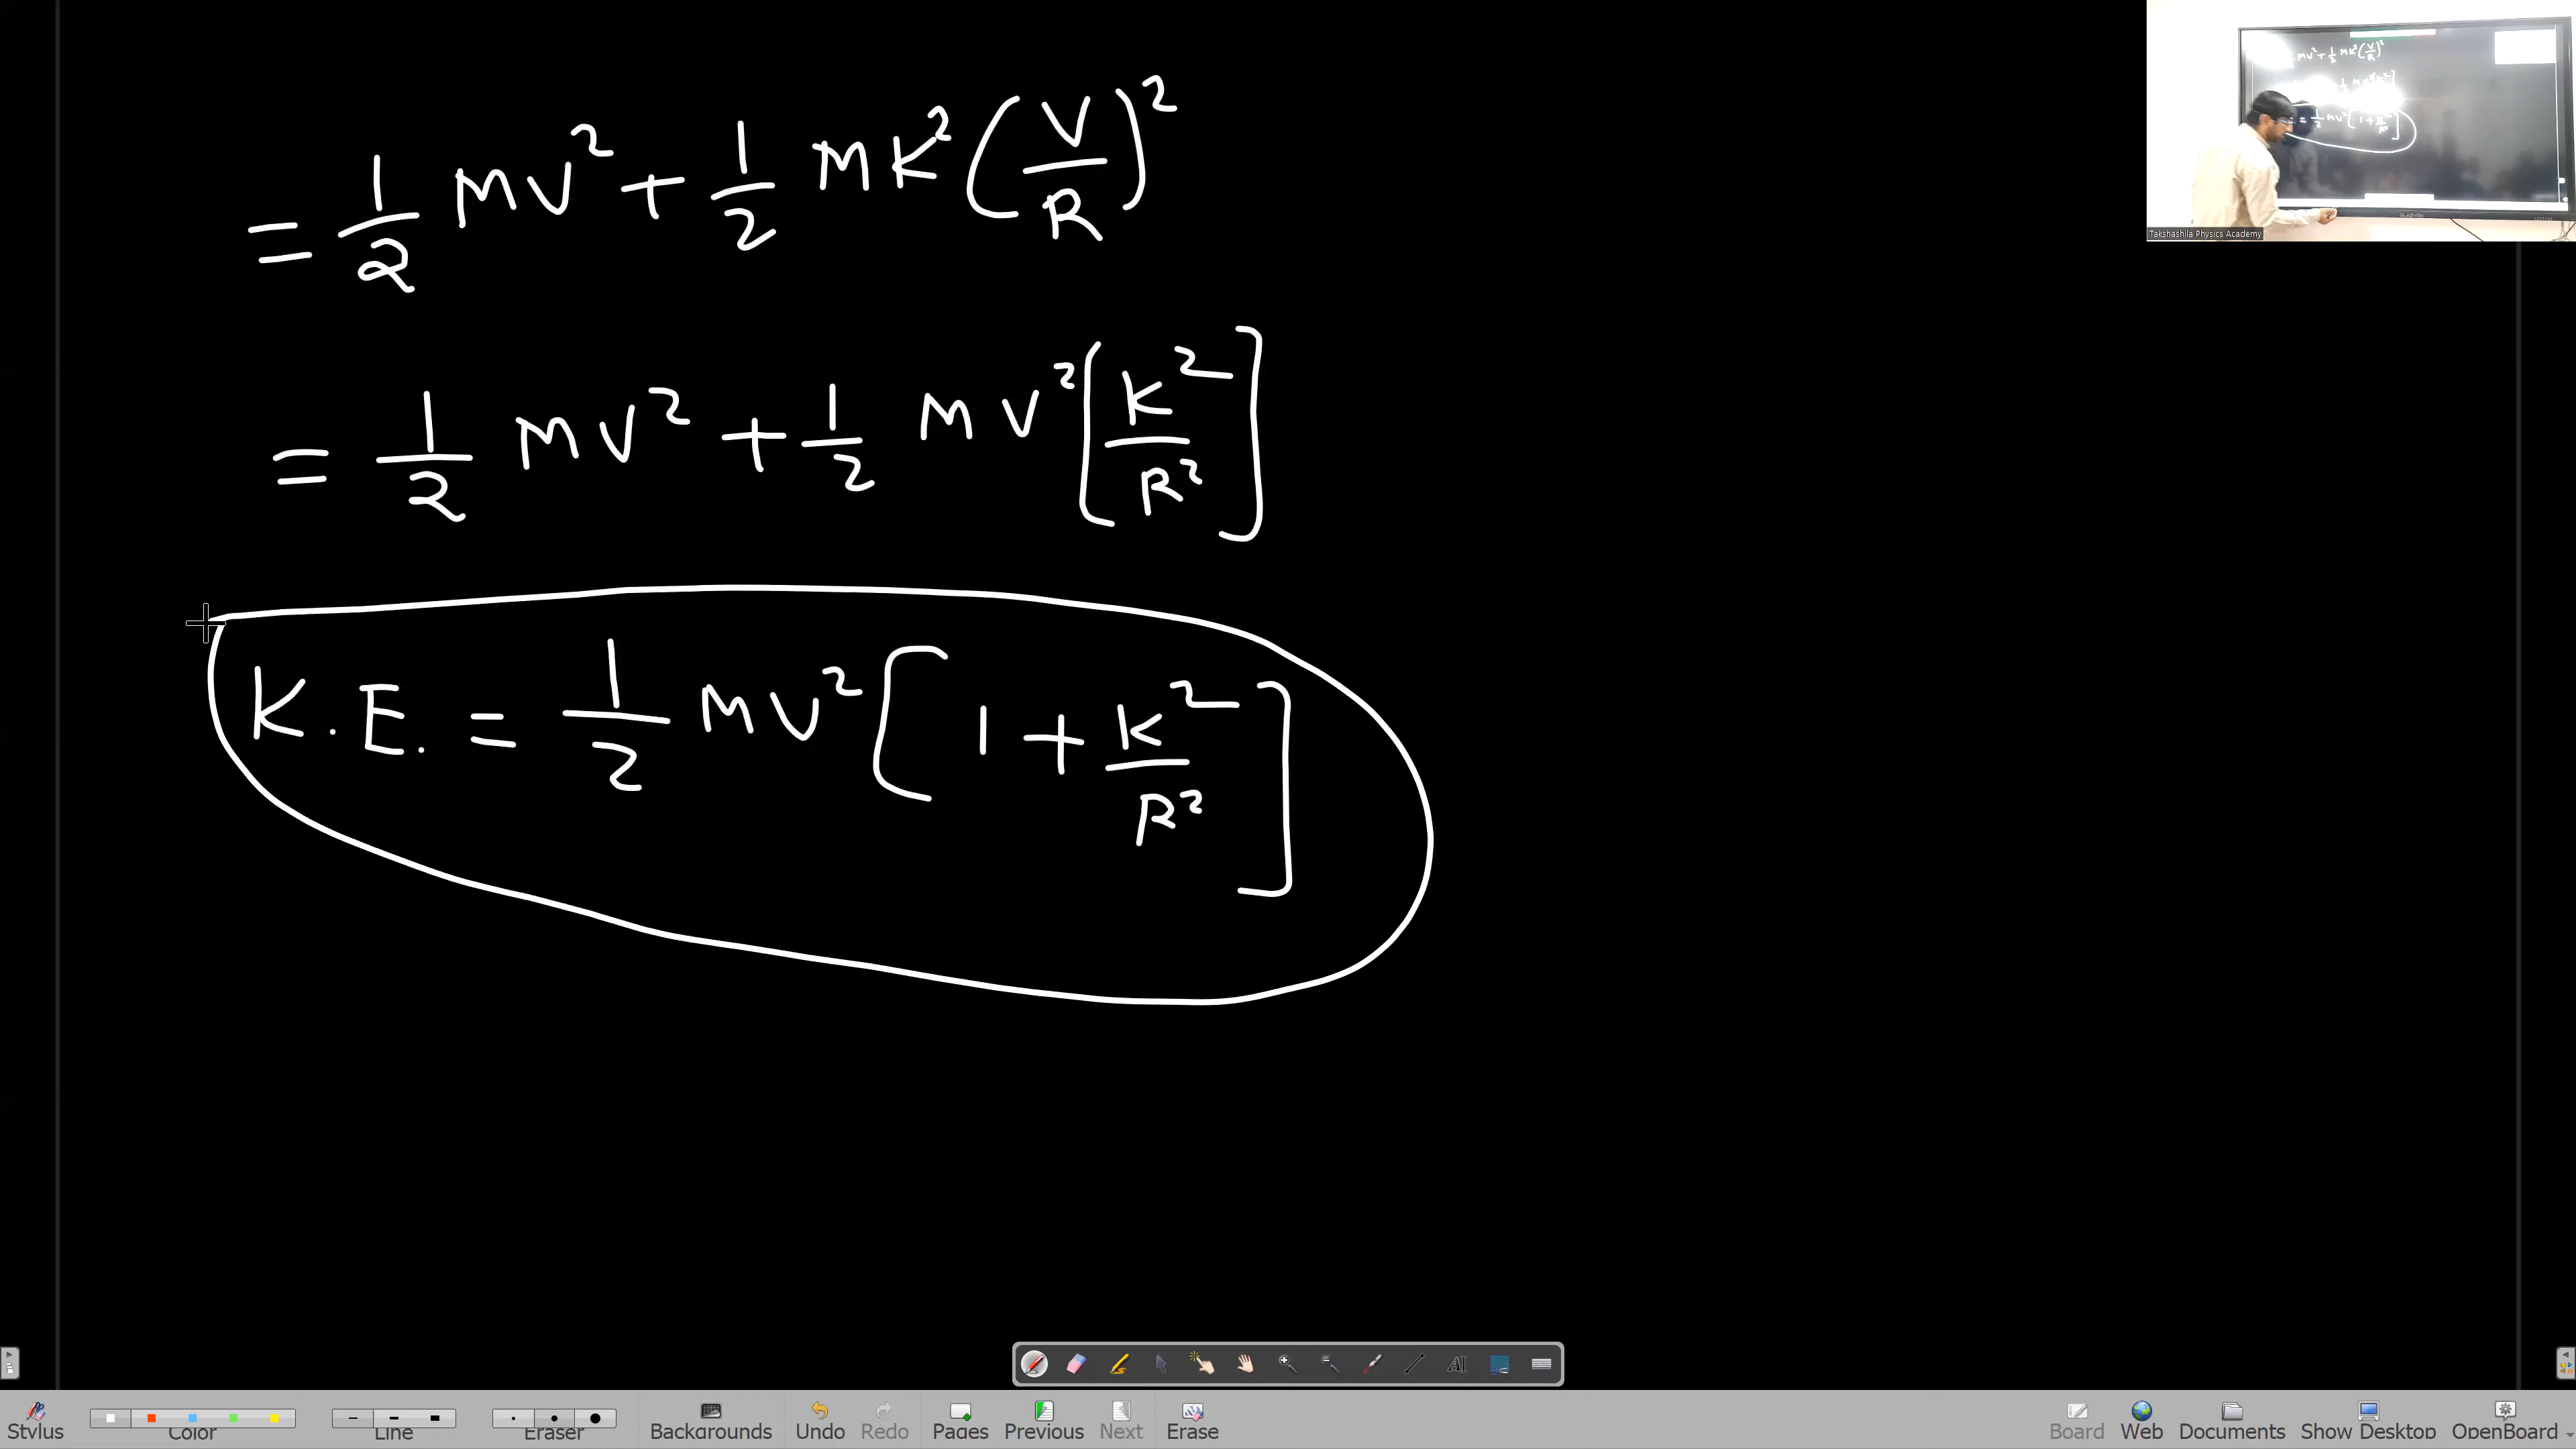 = 1/2 MV² + 1/2 MK² (V/R)²
= 1/2 MV² + 1/2 MV² [K²/R²]
K.E. = 1/2 MV² [1 + K²/R²]
Takshashila Physics Academy
Stylus Color Line Eraser Backgrounds Undo Redo Pages Previous Next Erase Board Web Documents Show Desktop OpenBoard